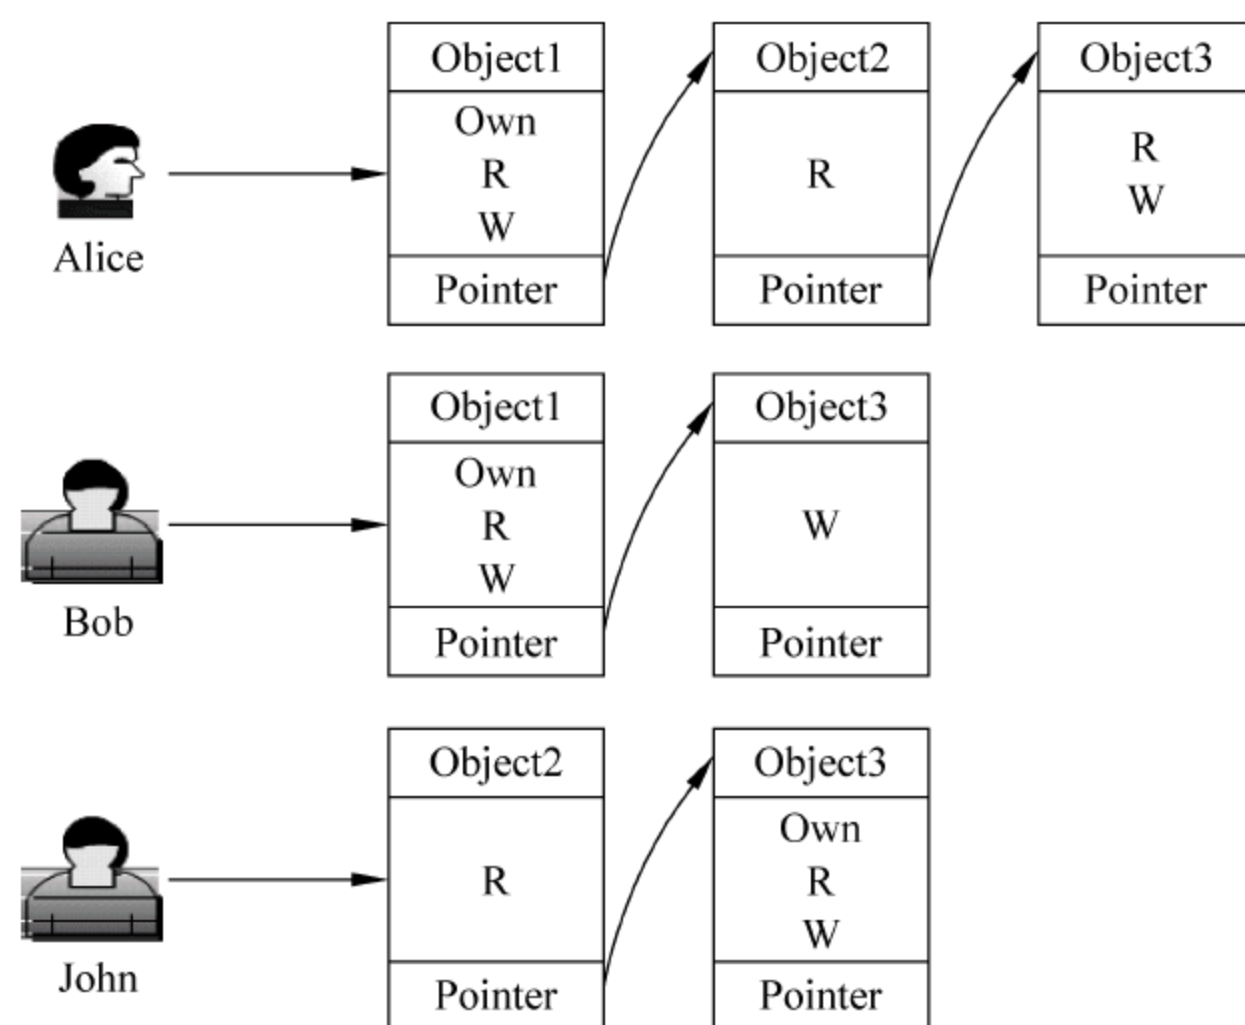 Object1
Own
R
W
Pointer
Object2
R
Pointer
Object3
R
W
Pointer
Alice
Object1
Own
R
W
Pointer
Object3
W
Pointer
Bob
Object2
R
Pointer
Object3
Own
R
W
Pointer
John